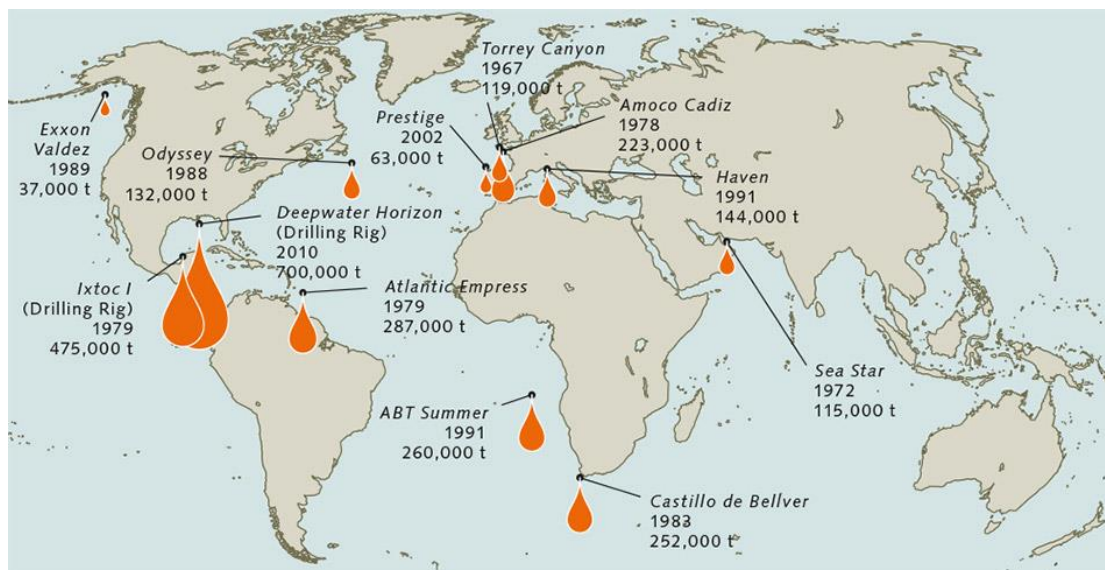 Torrey Canyon
1967
119,000 t
Amoco Cadiz
1978
223,000 t
Prestige
2002
63,000 t
Exxon
Valdez
1989
37,000 t
Odyssey
1988
132,000 t
Haven
1991
144,000 t
Deepwater Horizon
(Drilling Rig)
2010
700,000 t
Ixtoc I
(Drilling Rig)
1979
475,000 t
Atlantic Empress
1979
287,000 t
Sea Star
1972
115,000 t
ABT Summer
1991
260,000 t
Castillo de Bellver
1983
252,000 t